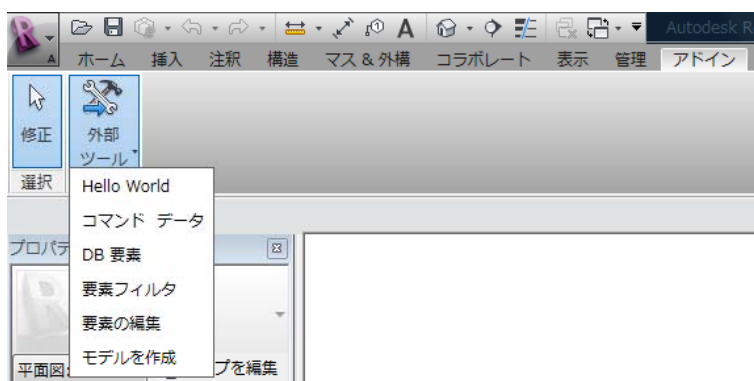 Autodesk R
A
ホーム 挿入 注釈 構造 マス & 外構 コラボレート 表示 管理 アドイン
修正
外部
ツール
選択
Hello World
コマンド データ
DB 要素
要素フィルタ
要素の編集
モデルを作成
プロパテ
平面図:
プを編集